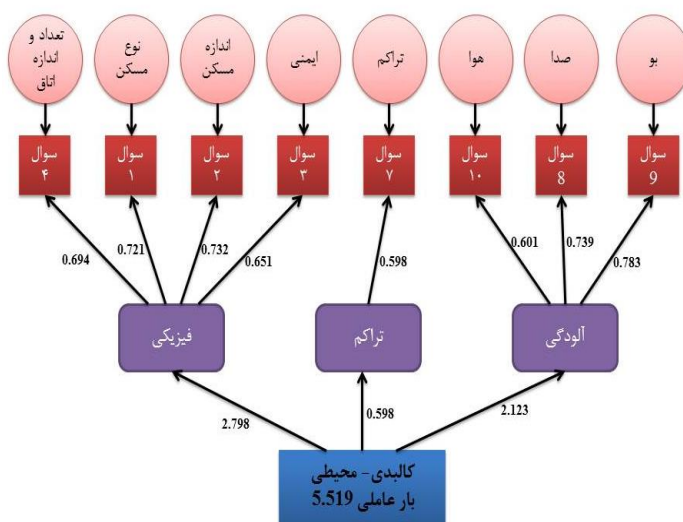 تعداد و
اندازه
اتاق
نوع
مسکن
اندازه
مسکن
ایمنی
تراکم
هوا
صدا
بو
سوال
۴
سوال
۱
سوال
۲
سوال
۳
سوال
۷
سوال
۱۰
سوال
8
سوال
9
0.694
0.721
0.732
0.651
0.598
0.601
0.739
0.783
فیزیکی
تراکم
آلودگی
2.798
0.598
2.123
کالبدی- محیطی
بار عاملی 5.519